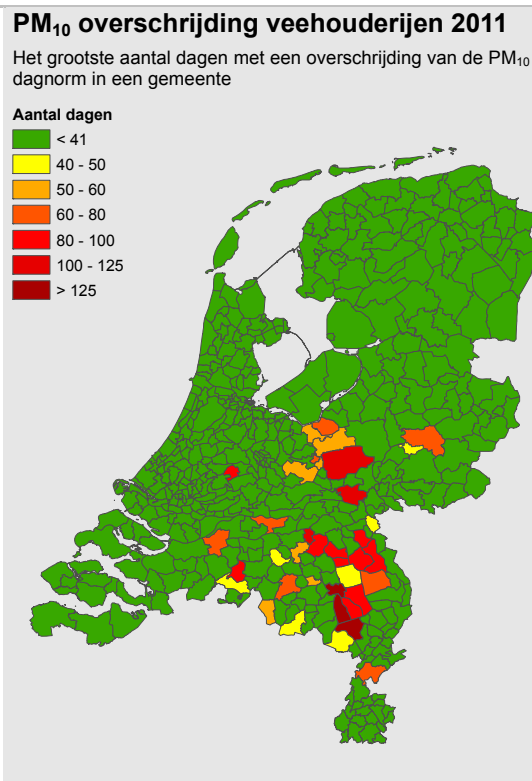 PM₁₀ overschrijding veehouderijen 2011
Het grootste aantal dagen met een overschrijding van de PM₁₀
dagnorm in een gemeente
Aantal dagen
< 41
40 - 50
50 - 60
60 - 80
80 - 100
100 - 125
> 125